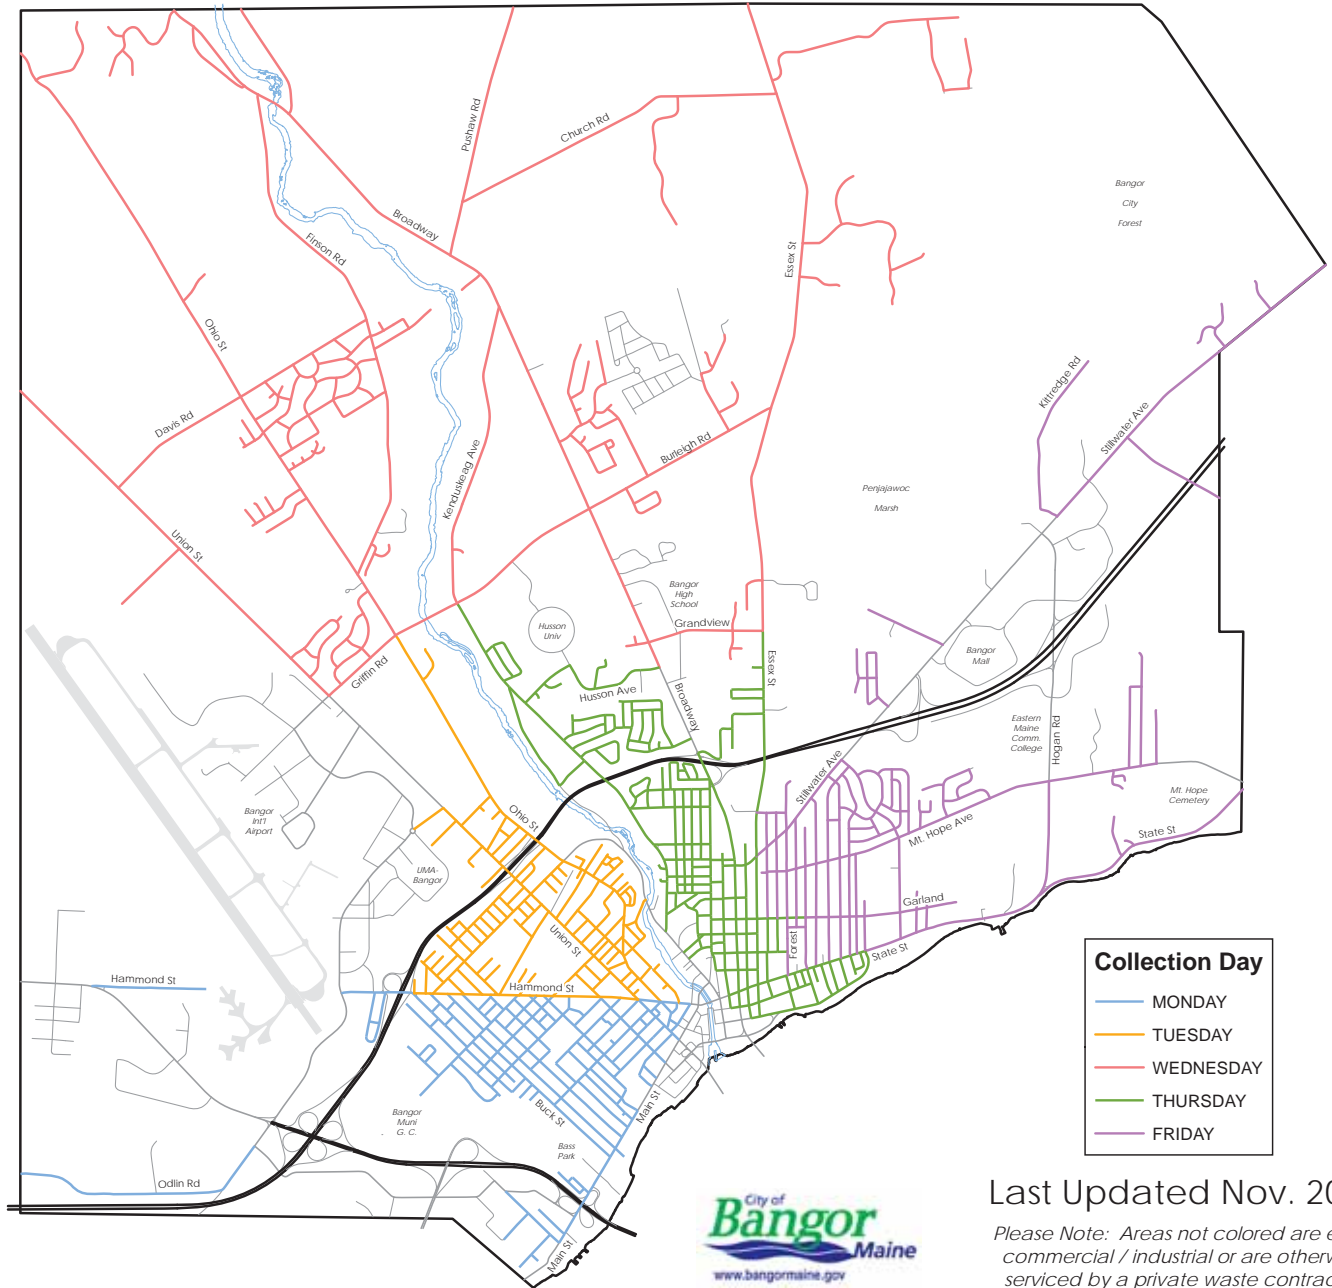 Pushaw Rd
Church Rd
Bangor
City
Forest
Broadway
Finson Rd
Essex St
Ohio St
Kittredge Rd
Davis Rd
Stillwater Ave
Burleigh Rd
Kenduskeag Ave
Penjajawoc
Marsh
Union St
Bangor
High
School
Grandview
Husson
Univ
Bangor
Mall
Griffin Rd
Essex St
Husson Ave
Broadway
Eastern
Maine
Comm.
College
Hogan Rd
Stillwater Ave
Mt. Hope
Cemetery
Bangor
Int'l
Airport
Ohio St
Mt. Hope Ave
State St
UMA-
Bangor
Garland
Union St
Forest
State St
Hammond St
Hammond St
Collection Day
MONDAY
TUESDAY
WEDNESDAY
THURSDAY
FRIDAY
Buck St
Main St
Bangor
Muni
G. C.
Bass
Park
Odlin Rd
Main St
City of
Bangor
Maine
www.bangormaine.gov
Last Updated Nov. 20
Please Note: Areas not colored are e
commercial / industrial or are otherw
serviced by a private waste contrac